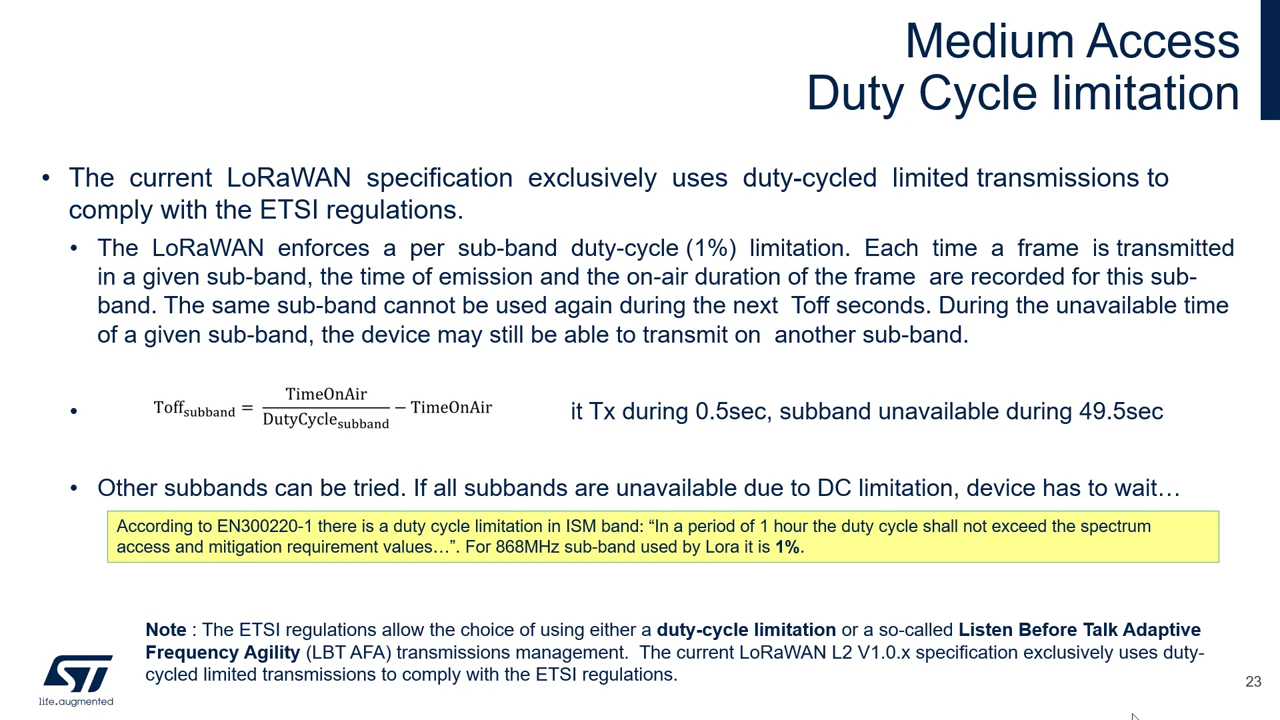 Medium Access
Duty Cycle limitation
• The current LoRaWAN specification exclusively uses duty-cycled limited transmissions to
comply with the ETSI regulations.
• The LoRaWAN enforces a per sub-band duty-cycle (1%) limitation. Each time a frame is transmitted
in a given sub-band, the time of emission and the on-air duration of the frame are recorded for this sub-
band. The same sub-band cannot be used again during the next Toff seconds. During the unavailable time
of a given sub-band, the device may still be able to transmit on another sub-band.
• Toff_subband = TimeOnAir / DutyCycle_subband − TimeOnAir it Tx during 0.5sec, subband unavailable during 49.5sec
• Other subbands can be tried. If all subbands are unavailable due to DC limitation, device has to wait…
According to EN300220-1 there is a duty cycle limitation in ISM band: “In a period of 1 hour the duty cycle shall not exceed the spectrum
access and mitigation requirement values…”. For 868MHz sub-band used by Lora it is 1%.
Note : The ETSI regulations allow the choice of using either a duty-cycle limitation or a so-called Listen Before Talk Adaptive
Frequency Agility (LBT AFA) transmissions management. The current LoRaWAN L2 V1.0.x specification exclusively uses duty-
cycled limited transmissions to comply with the ETSI regulations.
ST
life.augmented
23